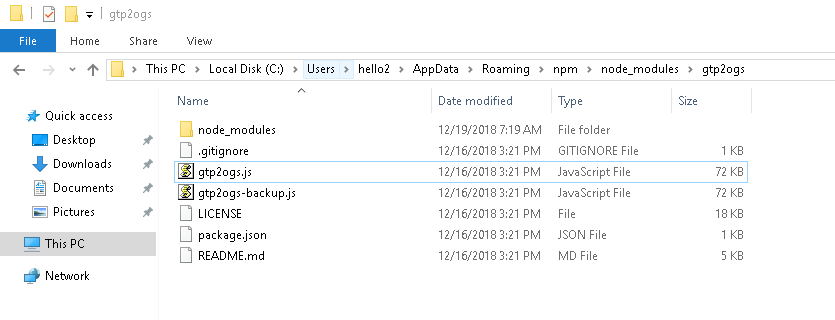 gtp2ogs
File Home Share View
This PC Local Disk (C:) Users hello2 AppData Roaming npm node_modules gtp2ogs
Quick access
Desktop
Downloads
Documents
Pictures
This PC
Network
Name Date modified Type Size
node_modules 12/19/2018 7:19 AM File folder
.gitignore 12/16/2018 3:21 PM GITIGNORE File 1 KB
gtp2ogs.js 12/16/2018 3:21 PM JavaScript File 72 KB
gtp2ogs-backup.js 12/16/2018 3:21 PM JavaScript File 72 KB
LICENSE 12/16/2018 3:21 PM File 18 KB
package.json 12/16/2018 3:21 PM JSON File 1 KB
README.md 12/16/2018 3:21 PM MD File 5 KB